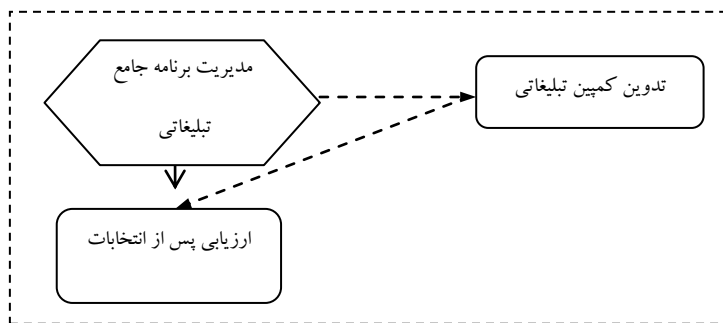 مدیریت برنامه جامع
تبلیغاتی
تدوین کمپین تبلیغاتی
ارزیابی پس از انتخابات